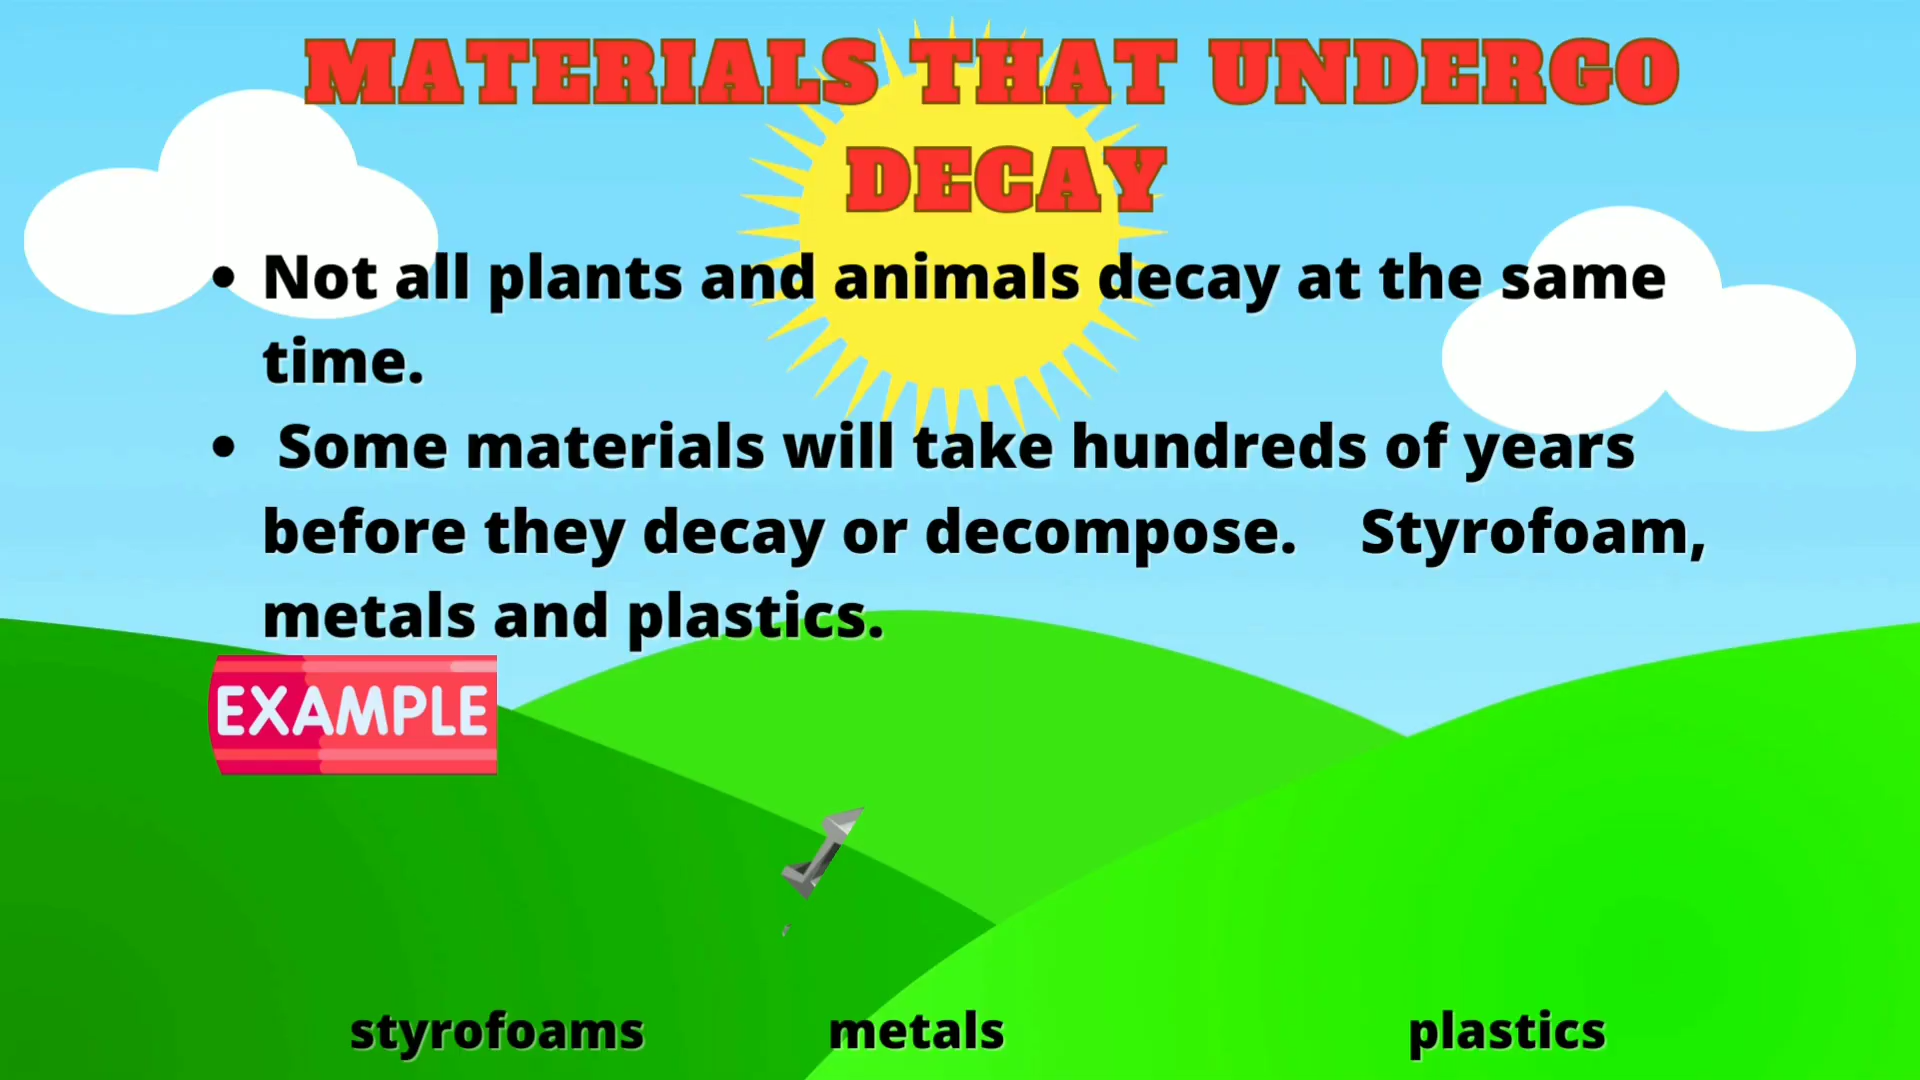 MATERIALS THAT UNDERGO
DECAY
• Not all plants and animals decay at the same
time.
• Some materials will take hundreds of years
before they decay or decompose. Styrofoam,
metals and plastics.
EXAMPLE
styrofoams metals plastics